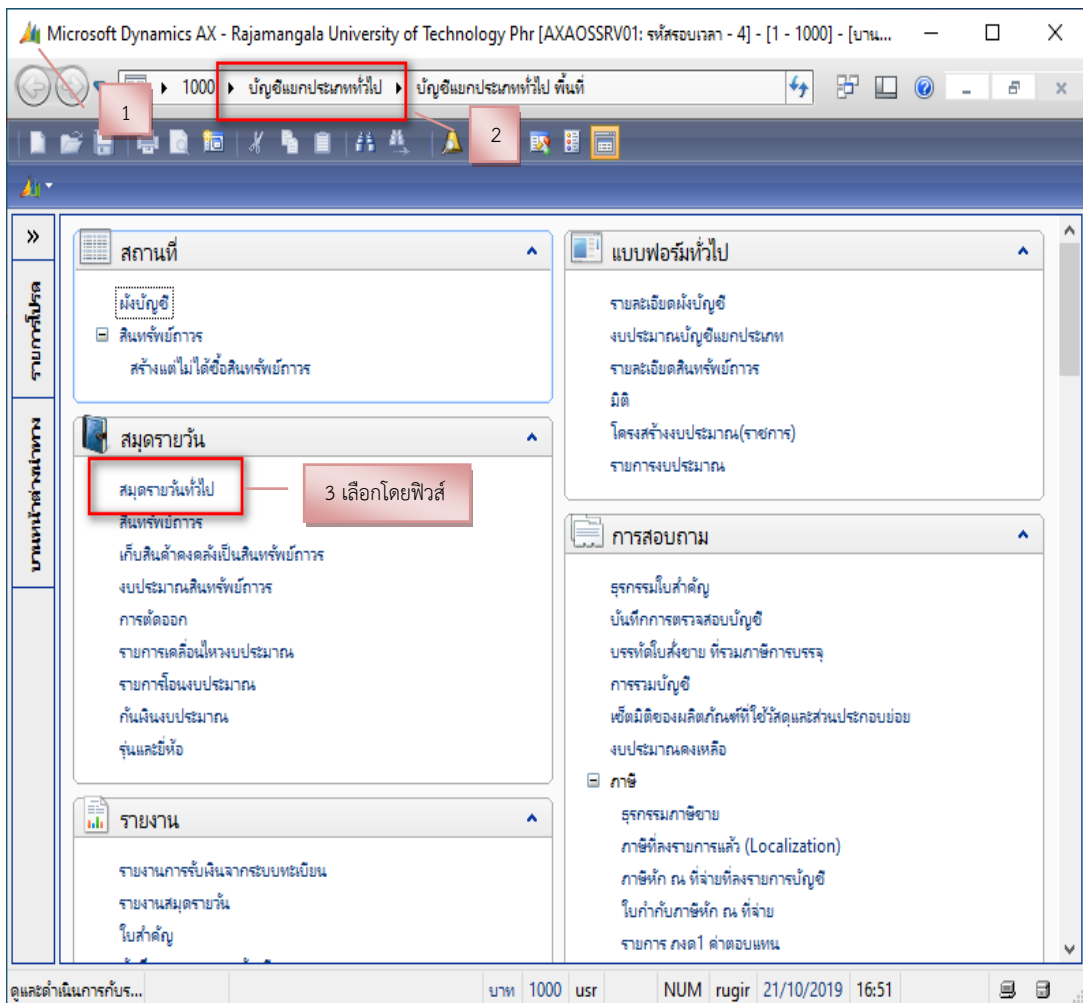 Microsoft Dynamics AX - Rajamangala University of Technology Phr [AXAOSSRV01: รหัสรอบเวลา - 4] - [1 - 1000] - [บาน...
1000 บัญชีแยกประเภททั่วไป บัญชีแยกประเภททั่วไป พื้นที่
1
2
รายการโปรด
บานหน้าต่างนำทาง
สถานที่
ผังบัญชี
สินทรัพย์ถาวร
สร้างแต่ไม่ได้ซื้อสินทรัพย์ถาวร
สมุดรายวัน
สมุดรายวันทั่วไป
3 เลือกโดยฟิวส์
สินทรัพย์ถาวร
เก็บสินค้าคงคลังเป็นสินทรัพย์ถาวร
งบประมาณสินทรัพย์ถาวร
การตัดออก
รายการเคลื่อนไหวงบประมาณ
รายการโอนงบประมาณ
กันเงินงบประมาณ
รุ่นและยี่ห้อ
รายงาน
รายงานการรับเงินจากระบบทะเบียน
รายงานสมุดรายวัน
ใบสำคัญ
แบบฟอร์มทั่วไป
รายละเอียดผังบัญชี
งบประมาณบัญชีแยกประเภท
รายละเอียดสินทรัพย์ถาวร
มิติ
โครงสร้างงบประมาณ(ราชการ)
รายการงบประมาณ
การสอบถาม
ธุรกรรมใบสำคัญ
บันทึกการตรวจสอบบัญชี
บรรทัดใบสั่งขาย ที่รวมภาษีการบรรจุ
การรวมบัญชี
เซ็ตมิติของผลิตภัณฑ์ที่ใช้วัสดุและส่วนประกอบย่อย
งบประมาณคงเหลือ
ภาษี
ธุรกรรมภาษีขาย
ภาษีที่ลงรายการแล้ว (Localization)
ภาษีหัก ณ ที่จ่ายที่ลงรายการบัญชี
ใบกำกับภาษีหัก ณ ที่จ่าย
รายการ ภงด1 ค่าตอบแทน
ดูและดำเนินการกับร...
บาท 1000 usr NUM rugir 21/10/2019 16:51